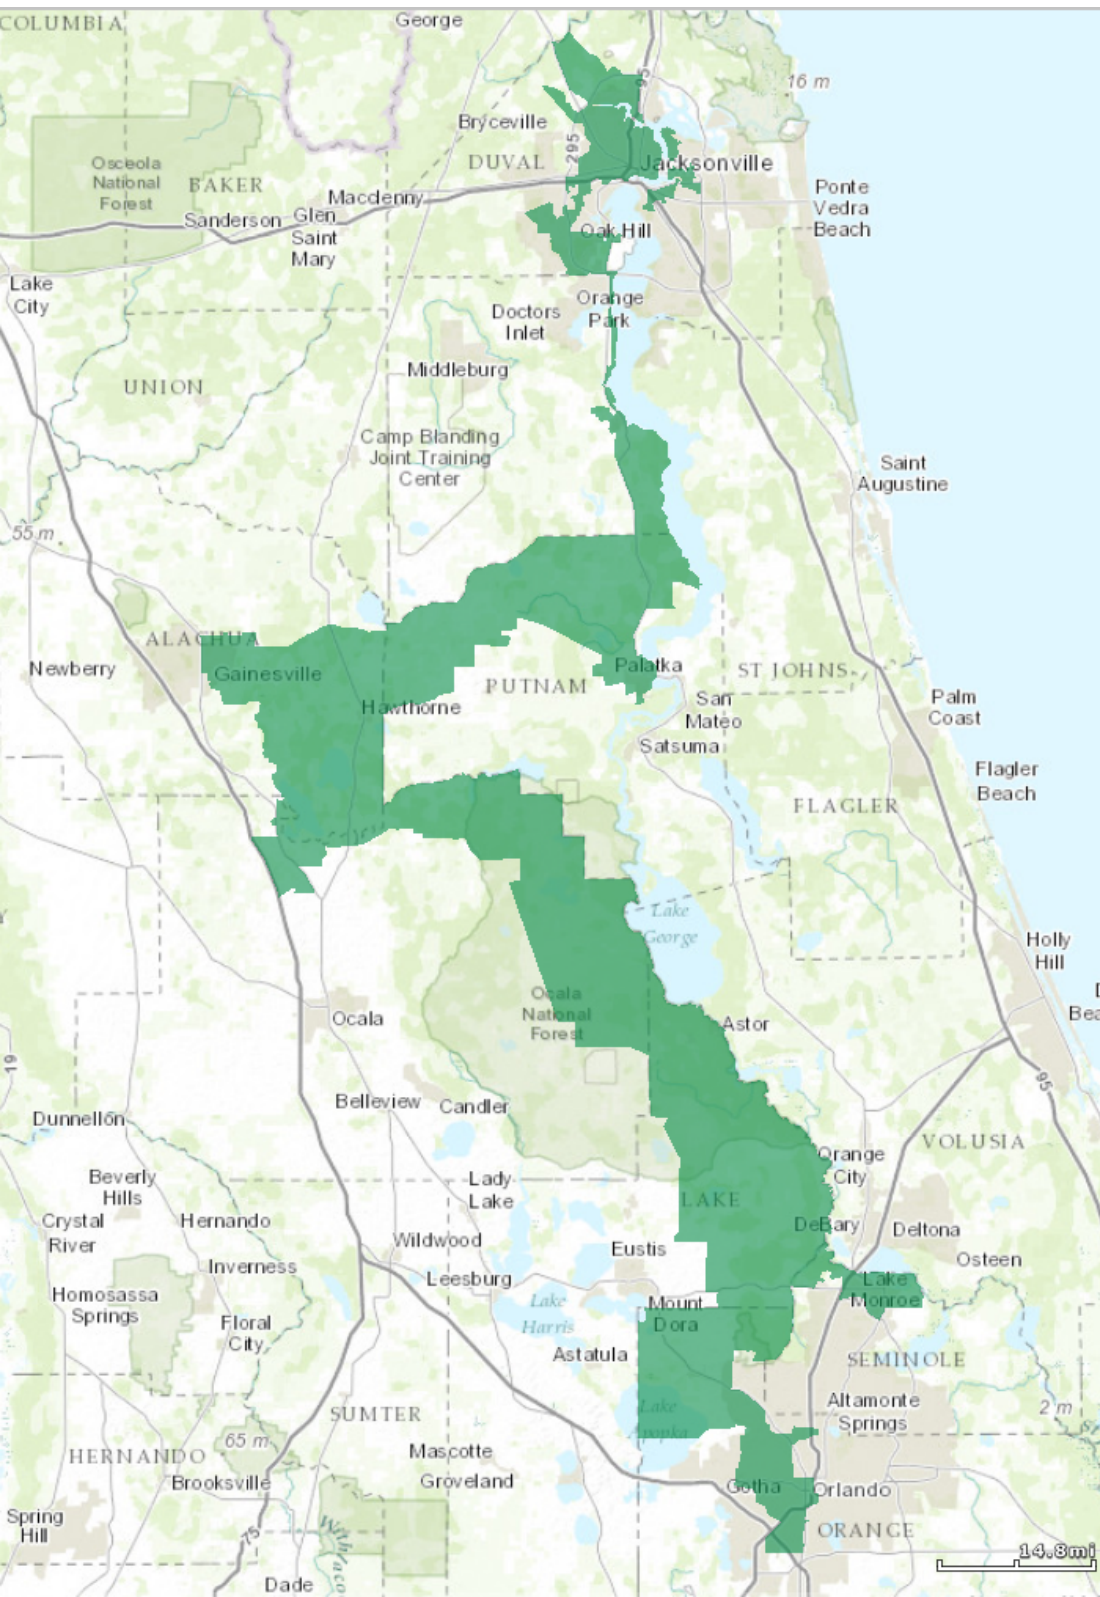 COLUMBIA
George
95
16 m
Bryceville
295
DUVAL
Jacksonville
Osceola
National
Forest
BAKER
Macclenny
Ponte
Vedra
Beach
Sanderson
Glen
Saint
Mary
Oak Hill
Lake
City
Orange
Park
Doctors
Inlet
Middleburg
UNION
Camp Blanding
Joint Training
Center
Saint
Augustine
55 m
ALACHUA
Newberry
Gainesville
Palatka
ST JOHNS
PUTNAM
Hawthorne
San
Mateo
Palm
Coast
Satsuma
Flagler
Beach
FLAGLER
Lake
George
Holly
Hill
Ocala
National
Forest
Ocala
Astor
D
Bea
19
95
Belleview
Candler
Dunnellon
VOLUSIA
Orange
City
Beverly
Hills
Lady
Lake
LAKE
Crystal
River
Hernando
DeBary
Deltona
Wildwood
Eustis
Inverness
Osteen
Leesburg
Lake
Monroe
Homosassa
Springs
Lake
Harris
Mount
Dora
Floral
City
Astatula
SEMINOLE
Altamonte
Springs
Lake
Apopka
2 m
SUMTER
65 m
HERNANDO
Mascotte
Brooksville
Groveland
Gotha
Orlando
Spring
Hill
ORANGE
75
14.8mi
Dade